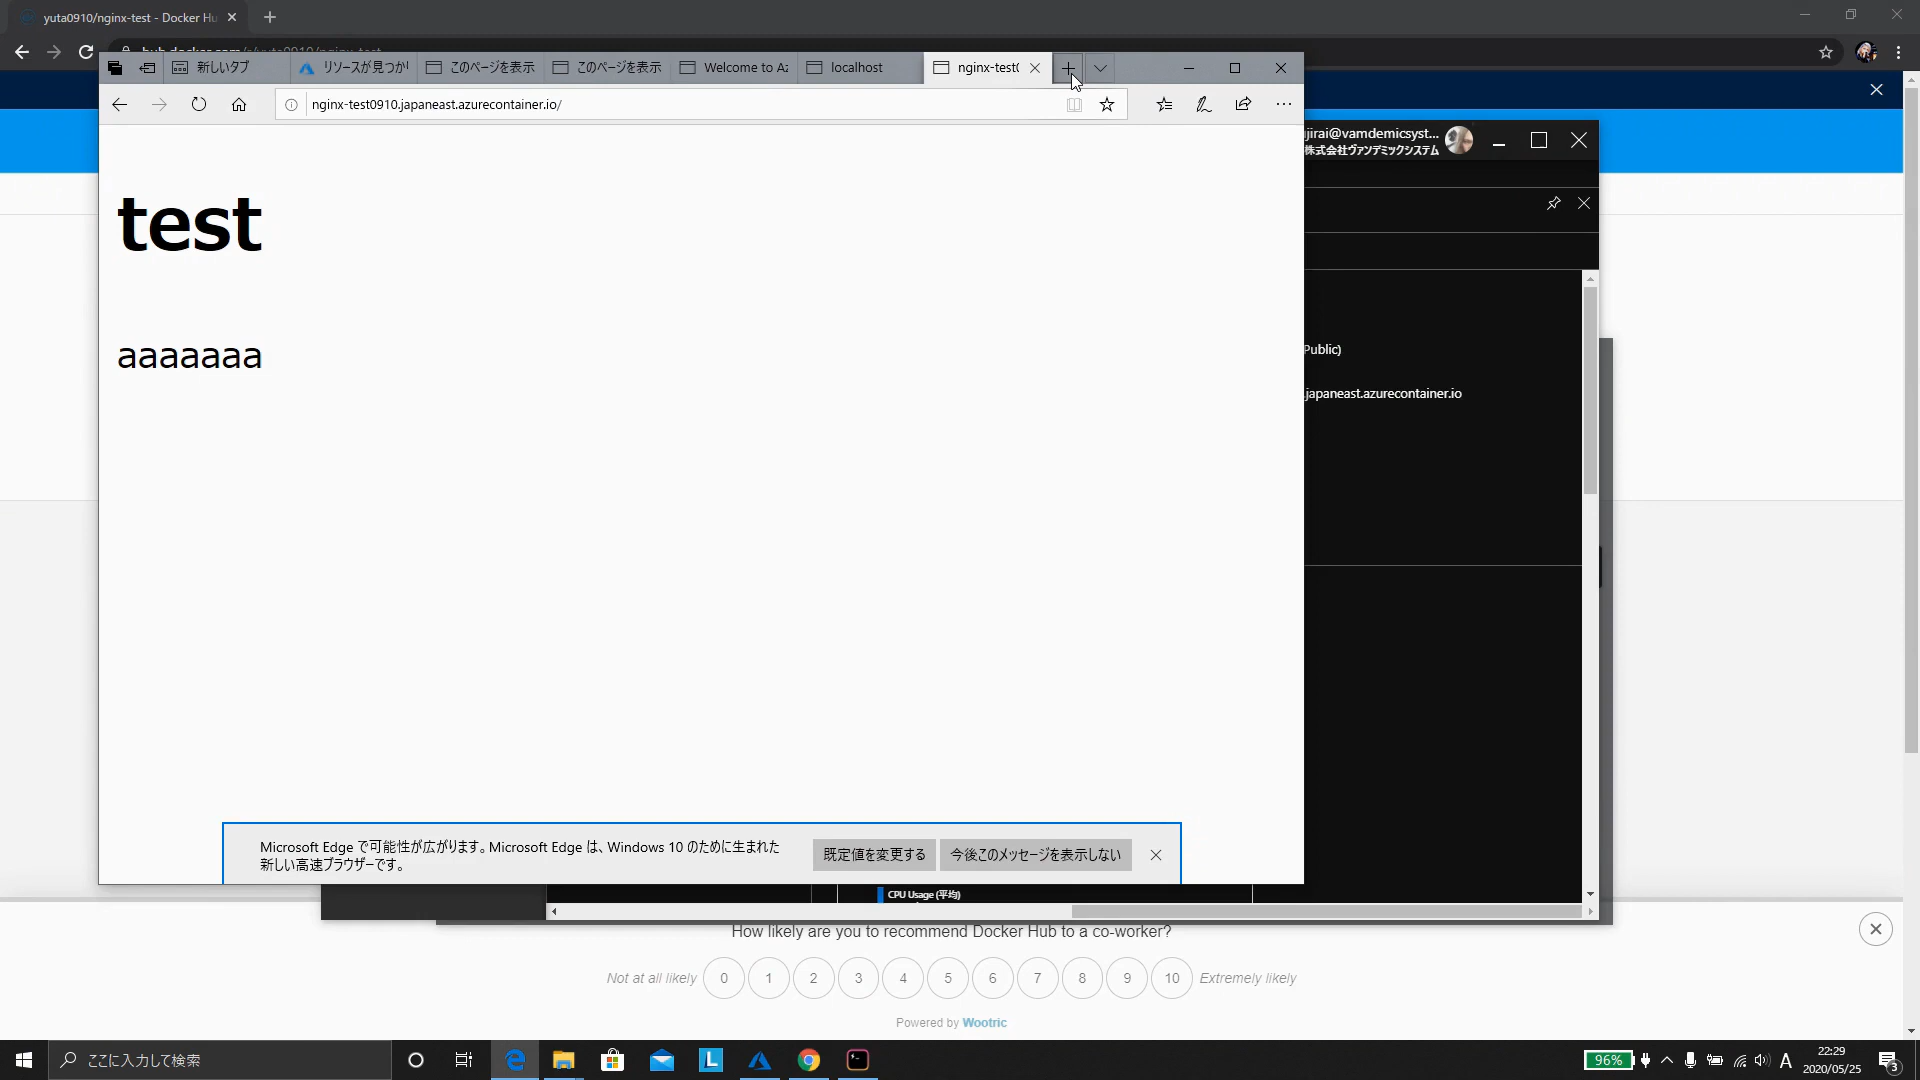 yuta0910/nginx-test - Docker Hu
新しいタブ
リソースが見つか
このページを表示
このページを表示
Welcome to Az
localhost
nginx-test(
nginx-test0910.japaneast.azurecontainer.io/
jirai@vamdemicsyst...
株式会社ヴァンデミックシステム
test
aaaaaaa
Public)
.japaneast.azurecontainer.io
Microsoft Edge で可能性が広がります。Microsoft Edge は、Windows 10 のために生まれた
新しい高速ブラウザーです。
既定値を変更する
今後このメッセージを表示しない
CPU Usage (平均)
How likely are you to recommend Docker Hub to a co-worker?
Not at all likely 0 1 2 3 4 5 6 7 8 9 10 Extremely likely
Powered by Wootric
ここに入力して検索
L
96%
A
22:29
2020/05/25
3